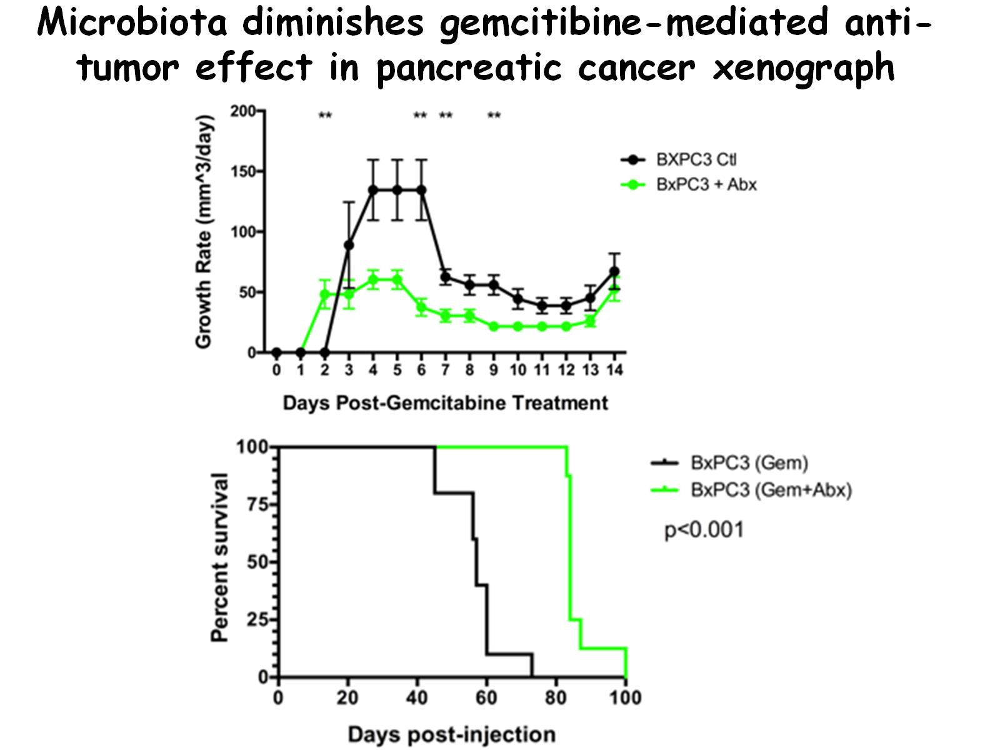 Microbiota diminishes gemcitibine-mediated anti-
tumor effect in pancreatic cancer xenograph
** ** ** **
200
150
100
50
0
Growth Rate (mm^3/day)
BXPC3 Ctl
BxPC3 + Abx
0 1 2 3 4 5 6 7 8 9 10 11 12 13 14
Days Post-Gemcitabine Treatment
100
75
50
25
0
Percent survival
BxPC3 (Gem)
BxPC3 (Gem+Abx)
p<0.001
0 20 40 60 80 100
Days post-injection